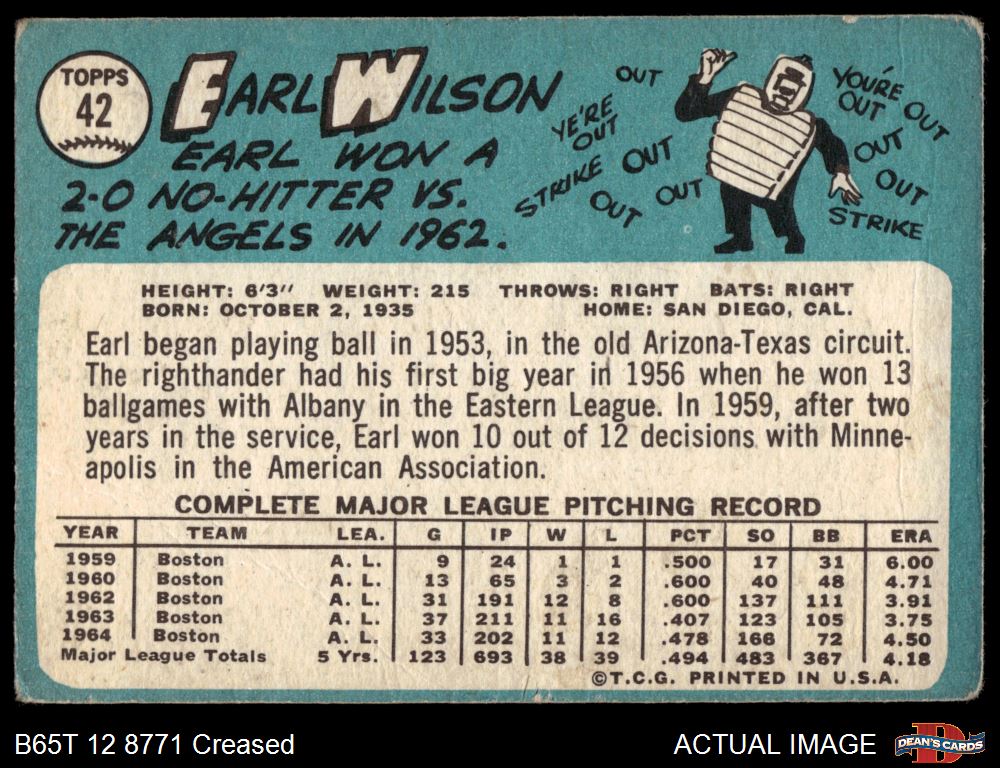 TOPPS
42
EARL WILSON
EARL WON A
2-0 NO-HITTER VS.
THE ANGELS IN 1962.
OUT
YE'RE
OUT
STRIKE OUT
OUT OUT
YOU'RE
OUT OUT
OUT
OUT
STRIKE
HEIGHT: 6'3" WEIGHT: 215 THROWS: RIGHT BATS: RIGHT
BORN: OCTOBER 2, 1935 HOME: SAN DIEGO, CAL.
Earl began playing ball in 1953, in the old Arizona-Texas circuit.
The righthander had his first big year in 1956 when he won 13
ballgames with Albany in the Eastern League. In 1959, after two
years in the service, Earl won 10 out of 12 decisions with Minne-
apolis in the American Association.
COMPLETE MAJOR LEAGUE PITCHING RECORD
YEAR TEAM LEA. G IP W L PCT SO BB ERA
1959 Boston A. L. 9 24 1 1 .500 17 31 6.00
1960 Boston A. L. 13 65 3 2 .600 40 48 4.71
1962 Boston A. L. 31 191 12 8 .600 137 111 3.91
1963 Boston A. L. 37 211 11 16 .407 123 105 3.75
1964 Boston A. L. 33 202 11 12 .478 166 72 4.50
Major League Totals 5 Yrs. 123 693 38 39 .494 483 367 4.18
©T.C.G. PRINTED IN U.S.A.
B65T 12 8771 Creased
ACTUAL IMAGE
DEAN'S CARDS